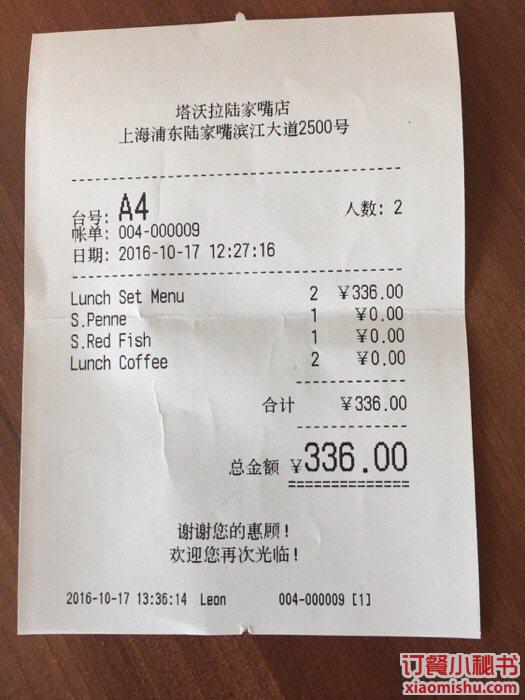 塔沃拉陆家嘴店
上海浦东陆家嘴滨江大道2500号
台号: A4 人数: 2
帐单: 004-000009
日期: 2016-10-17 12:27:16
Lunch Set Menu 2 ¥336.00
S.Penne 1 ¥0.00
S.Red Fish 1 ¥0.00
Lunch Coffee 2 ¥0.00
合计 ¥336.00
总金额 ¥336.00
谢谢您的惠顾!
欢迎您再次光临!
2016-10-17 13:36:14 Leon 004-000009 [1]
订餐小秘书
xiaomishu.com